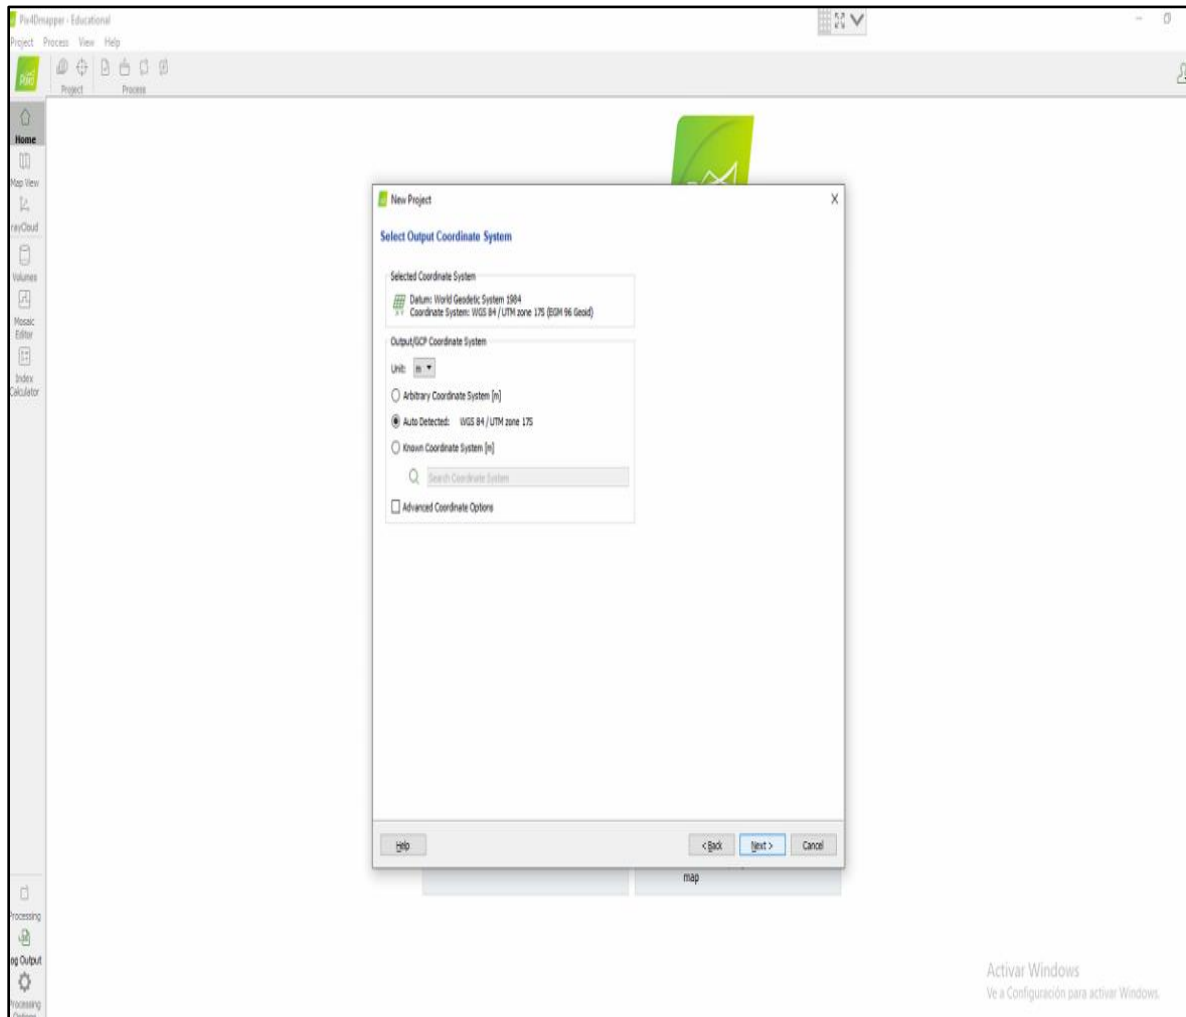 Pix4Dmapper - Educational
Project Process View Help
Project Process
Home
Map View
rayCloud
Volumes
Mosaic
Editor
Index
Calculator
New Project
X
Select Output Coordinate System
Selected Coordinate System
Datum: World Geodetic System 1984
Coordinate System: WGS 84 / UTM zone 17S (EGM 96 Geoid)
Output/GCP Coordinate System
Unit: m
Arbitrary Coordinate System [m]
Auto Detected: WGS 84 / UTM zone 17S
Known Coordinate System [m]
Search Coordinate System
Advanced Coordinate Options
Help
< Back Next > Cancel
map
Processing
og Output
Processing
Options
Activar Windows
Ve a Configuración para activar Windows.